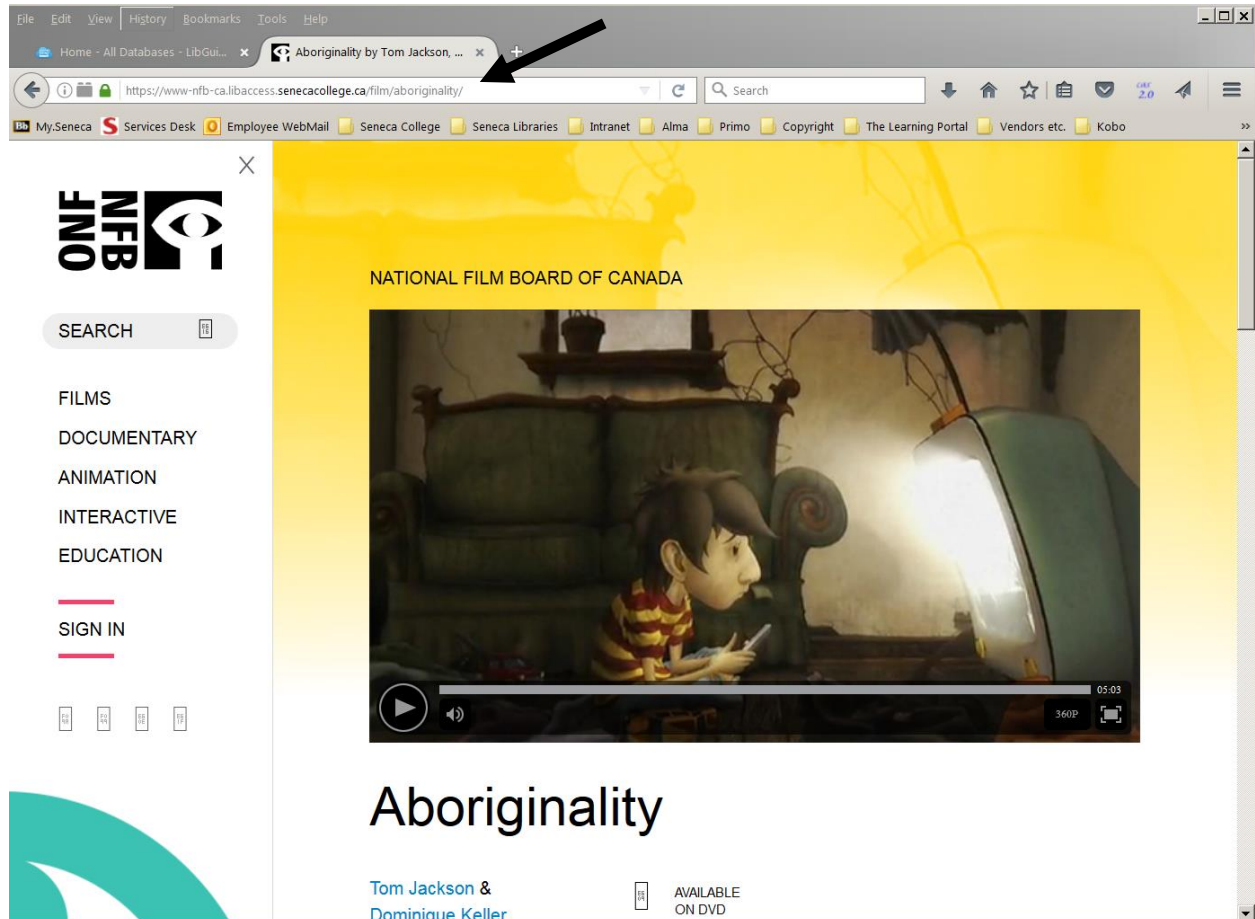 File Edit View History Bookmarks Tools Help
Home - All Databases - LibGui... Aboriginality by Tom Jackson, ...
https://www-nfb-ca.libaccess.senecacollege.ca/film/aboriginality/ Search 2.0
Bb My.Seneca S Services Desk Employee WebMail Seneca College Seneca Libraries Intranet Alma Primo Copyright The Learning Portal Vendors etc. Kobo »
ONF
NFB
SEARCH
FILMS
DOCUMENTARY
ANIMATION
INTERACTIVE
EDUCATION
SIGN IN
NATIONAL FILM BOARD OF CANADA
05:03
360P
Aboriginality
Tom Jackson &
Dominique Keller
AVAILABLE
ON DVD